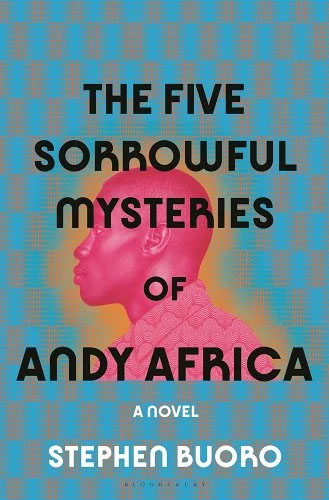 THE FIVE
SORROWFUL
MYSTERIES
OF
ANDY AFRICA
A NOVEL
STEPHEN BUORO
BLOOMSBURY